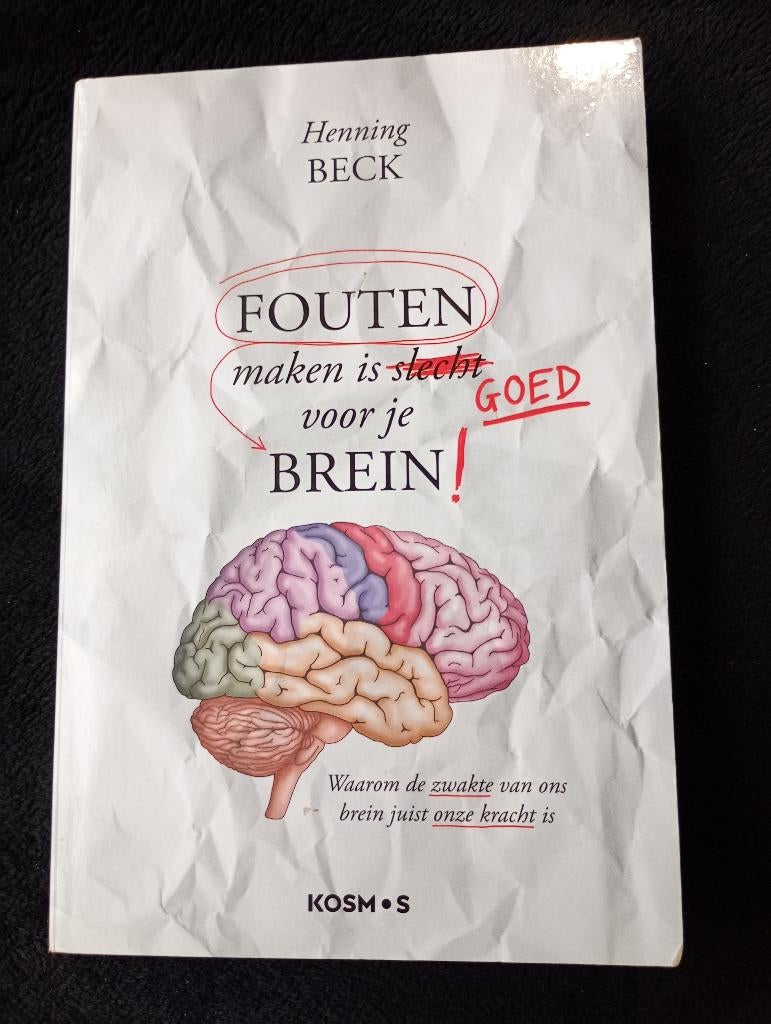 Henning
BECK
FOUTEN
maken is slecht
GOED
voor je
BREIN!
Waarom de zwakte van ons
brein juist onze kracht is
KOSM•S